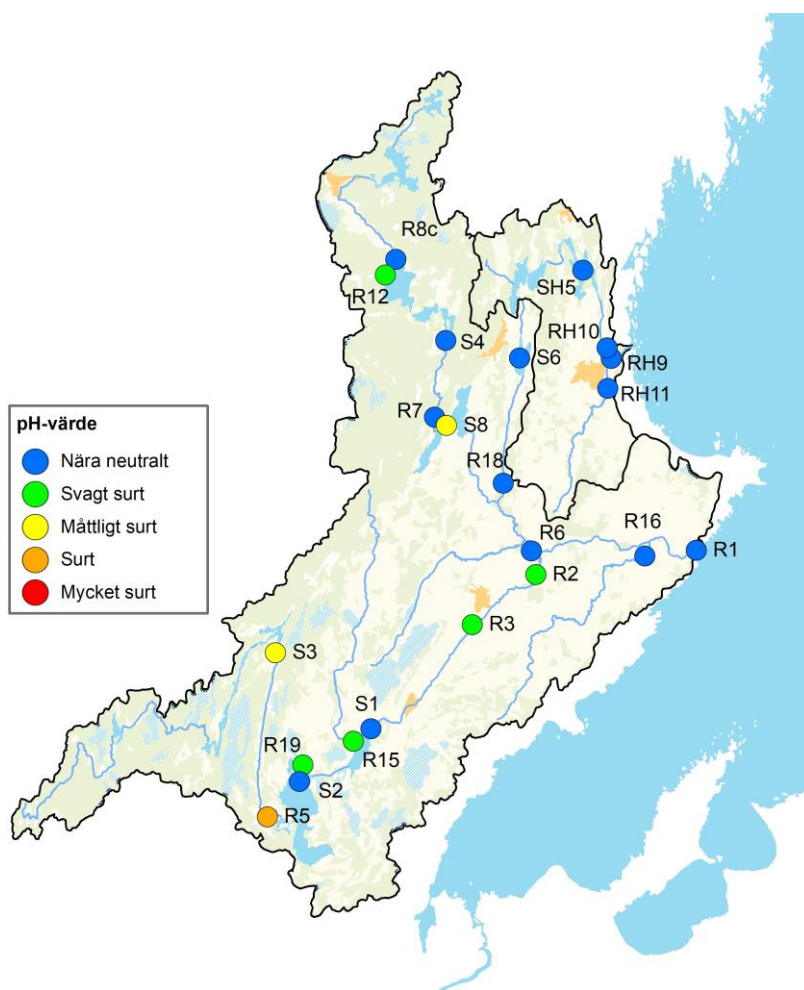 R8c
R12
SH5
RH10
S4
S6
RH9
RH11
pH-värde
Nära neutralt
Svagt surt
Måttligt surt
Surt
Mycket surt
R7
S8
R18
R6
R16
R1
R2
R3
S3
S1
R15
R19
S2
R5